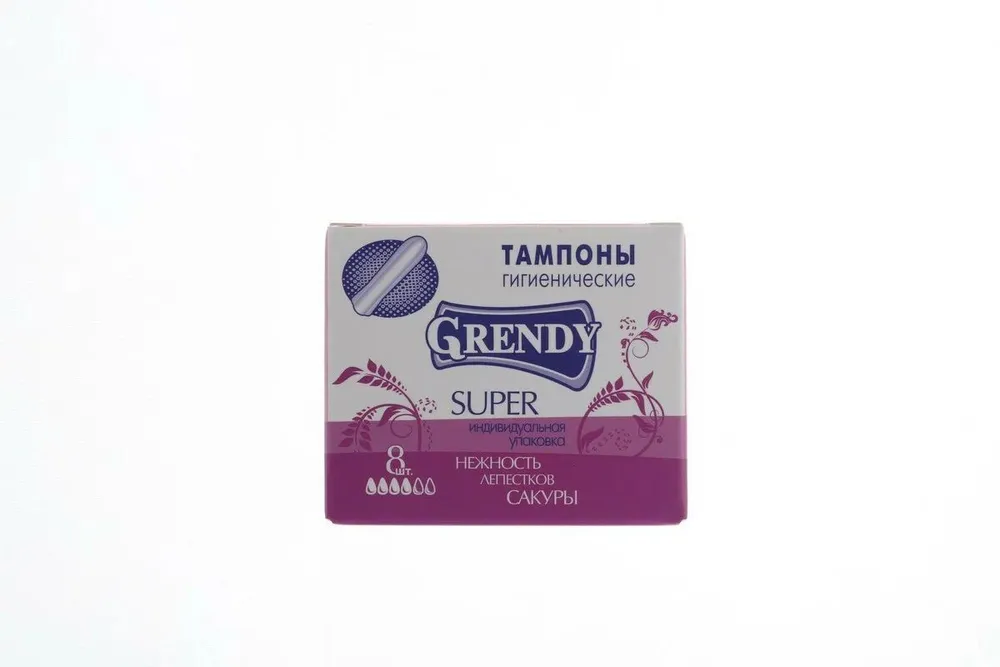 ТАМПОНЫ
ГИГИЕНИЧЕСКИЕ
GRENDY
SUPER
ИНДИВИДУАЛЬНАЯ
УПАКОВКА
8
ШТ.
НЕЖНОСТЬ
ЛЕПЕСТКОВ
САКУРЫ